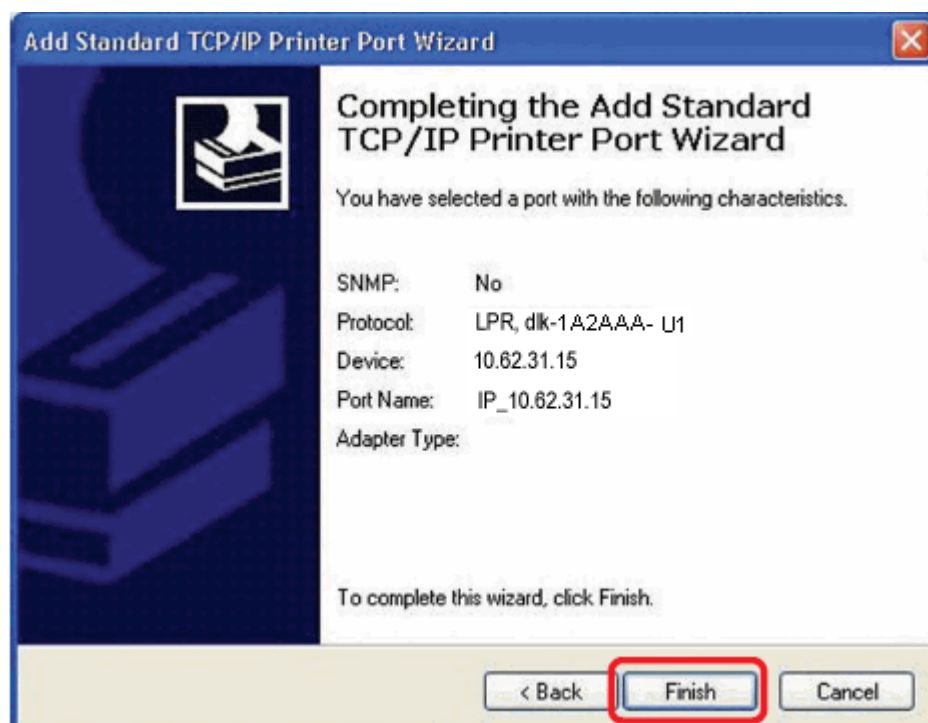 Add Standard TCP/IP Printer Port Wizard
Completing the Add Standard
TCP/IP Printer Port Wizard
You have selected a port with the following characteristics.
SNMP: No
Protocol: LPR, dlk-1A2AAA- U1
Device: 10.62.31.15
Port Name: IP_10.62.31.15
Adapter Type:
To complete this wizard, click Finish.
< Back Finish Cancel